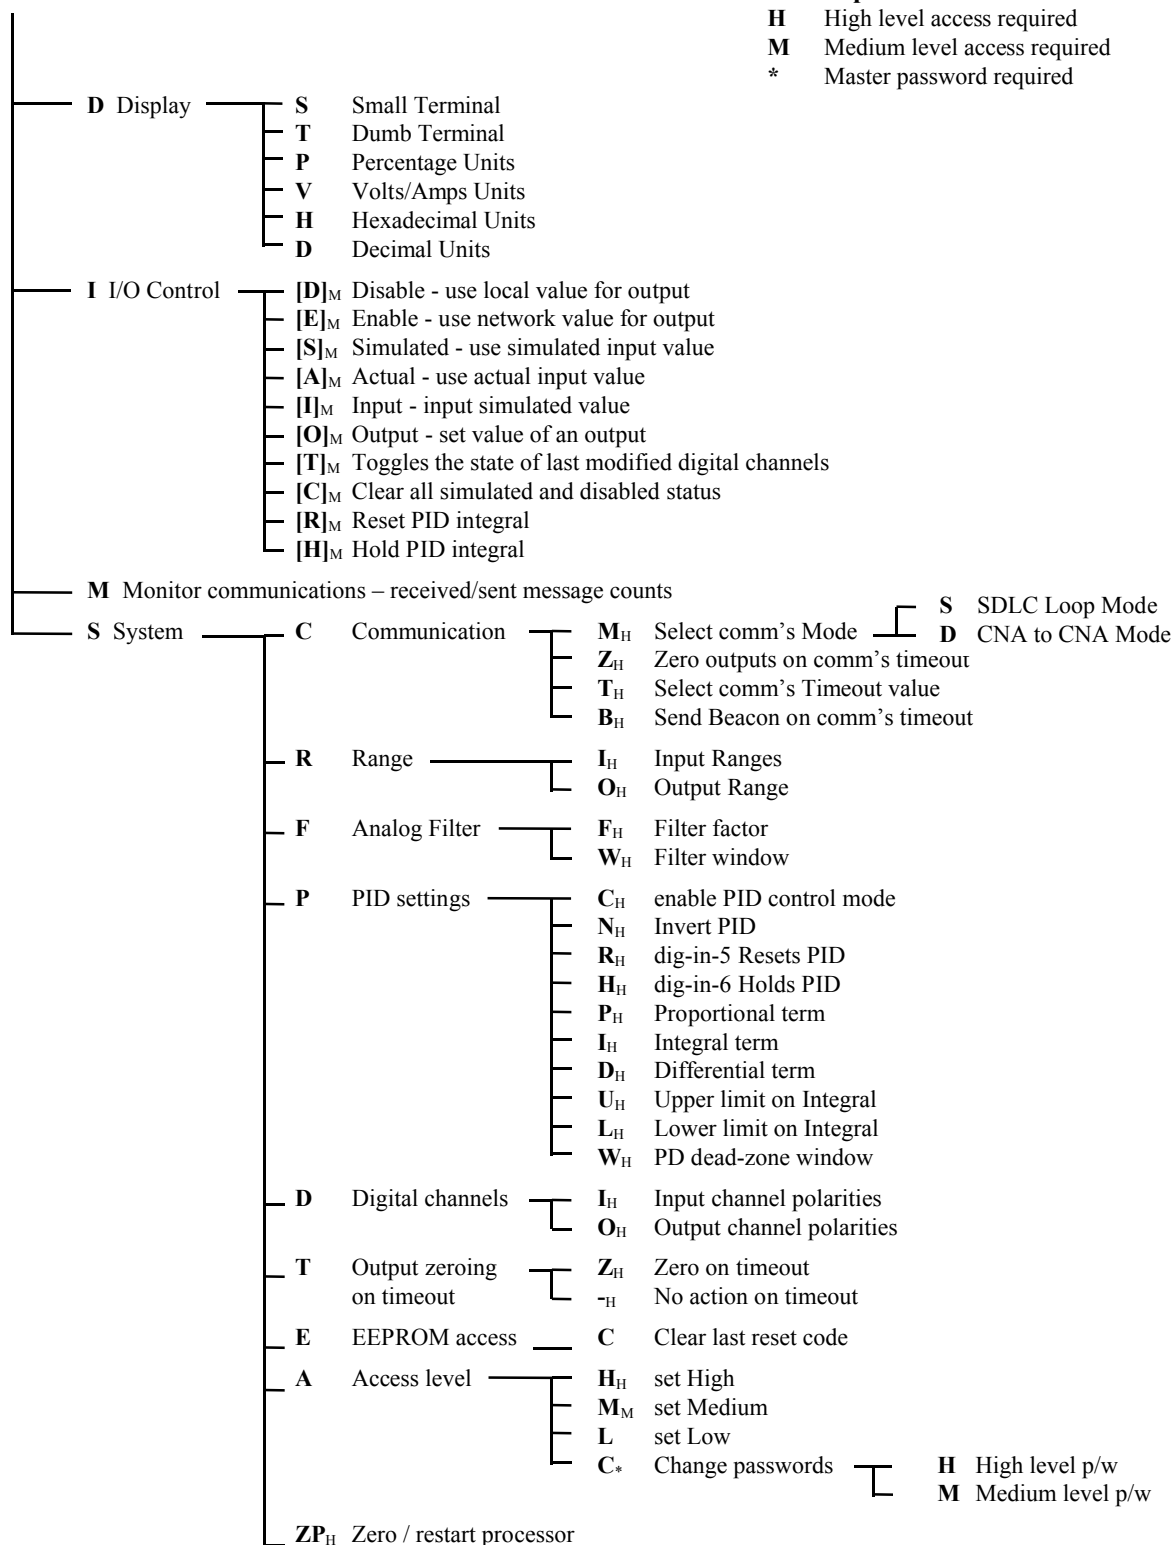 H High level access required
M Medium level access required
* Master password required
D Display S Small Terminal
T Dumb Terminal
P Percentage Units
V Volts/Amps Units
H Hexadecimal Units
D Decimal Units
I I/O Control [D]M Disable - use local value for output
[E]M Enable - use network value for output
[S]M Simulated - use simulated input value
[A]M Actual - use actual input value
[I]M Input - input simulated value
[O]M Output - set value of an output
[T]M Toggles the state of last modified digital channels
[C]M Clear all simulated and disabled status
[R]M Reset PID integral
[H]M Hold PID integral
M Monitor communications – received/sent message counts
S System C Communication MH Select comm's Mode S SDLC Loop Mode
D CNA to CNA Mode
ZH Zero outputs on comm's timeout
TH Select comm's Timeout value
BH Send Beacon on comm's timeout
R Range IH Input Ranges
OH Output Range
F Analog Filter FH Filter factor
WH Filter window
P PID settings CH enable PID control mode
NH Invert PID
RH dig-in-5 Resets PID
HH dig-in-6 Holds PID
PH Proportional term
IH Integral term
DH Differential term
UH Upper limit on Integral
LH Lower limit on Integral
WH PD dead-zone window
D Digital channels IH Input channel polarities
OH Output channel polarities
T Output zeroing ZH Zero on timeout
on timeout -H No action on timeout
E EEPROM access C Clear last reset code
A Access level HH set High
MM set Medium
L set Low
C* Change passwords H High level p/w
M Medium level p/w
ZPH Zero / restart processor